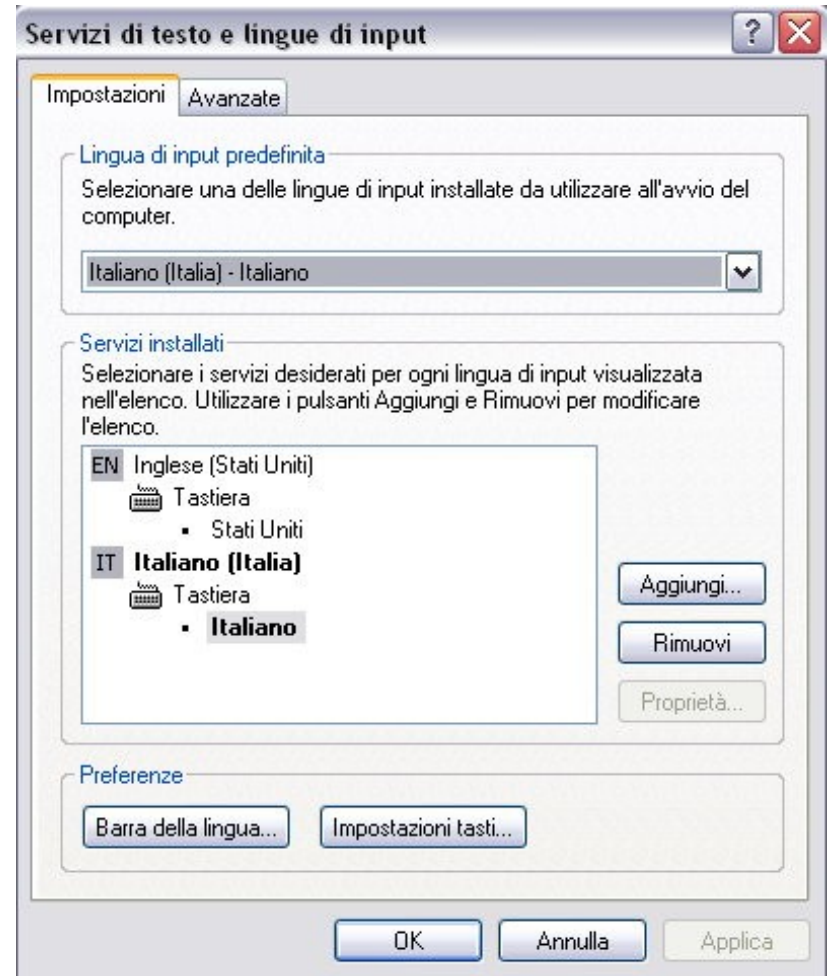 Servizi di testo e lingue di input
Impostazioni
Avanzate
Lingua di input predefinita
Selezionare una delle lingue di input installate da utilizzare all'avvio del
computer.
Italiano (Italia) - Italiano
Servizi installati
Selezionare i servizi desiderati per ogni lingua di input visualizzata
nell'elenco. Utilizzare i pulsanti Aggiungi e Rimuovi per modificare
l'elenco.
EN Inglese (Stati Uniti)
Tastiera
Stati Uniti
IT Italiano (Italia)
Tastiera
Italiano
Aggiungi...
Rimuovi
Proprietà...
Preferenze
Barra della lingua...
Impostazioni tasti...
OK
Annulla
Applica